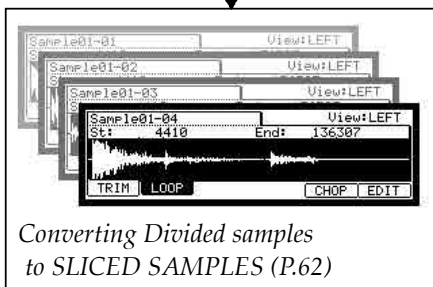 Sample01-01 View:LEFT
Sample01-02 View:LEFT
Sample01-03 View:LEFT
Sample01-04 View:LEFT
St: 4410 End: 136307
TRIM LOOP CHOP EDIT
Converting Divided samples
to SLICED SAMPLES (P.62)